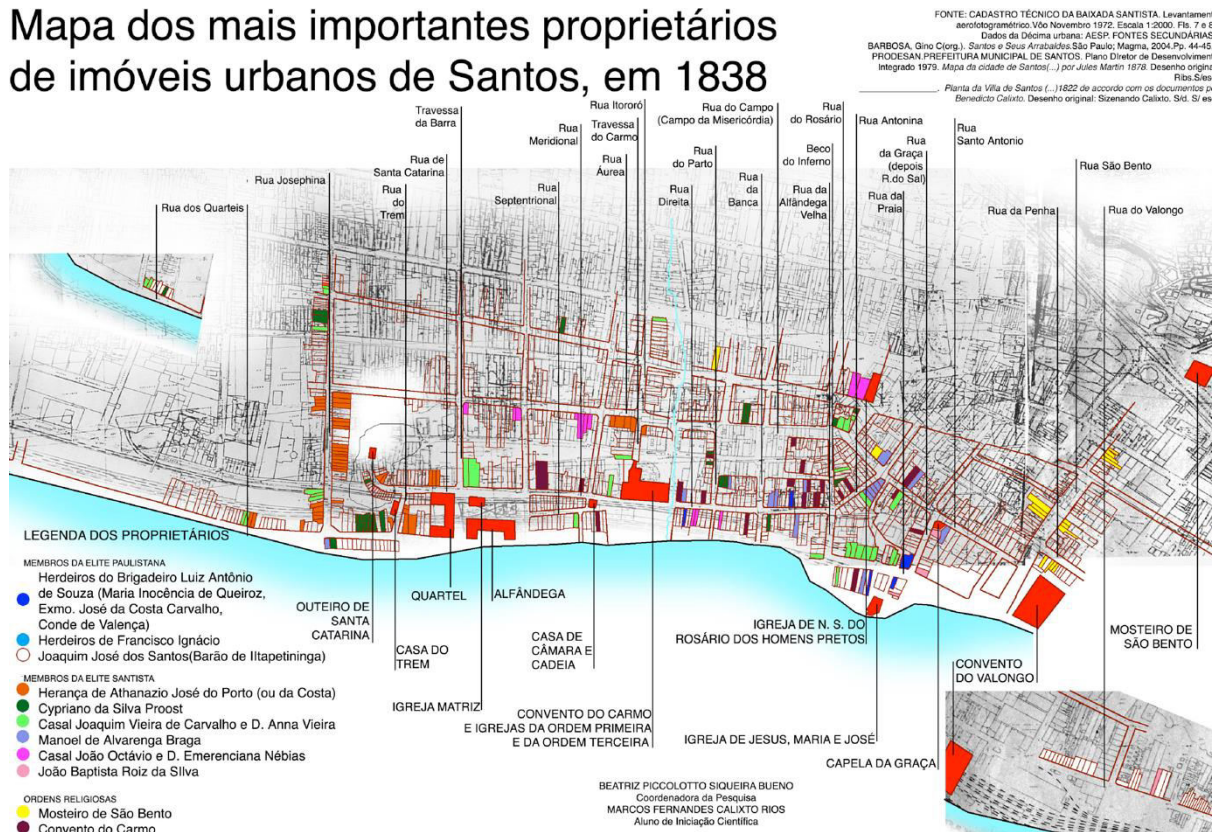 Mapa dos mais importantes proprietários
de imóveis urbanos de Santos, em 1838
FONTE: CADASTRO TÉCNICO DA BAIXADA SANTISTA. Levantament
aerofotogramétrico.Vôo Novembro 1972. Escala 1:2000. Fls. 7 e 8
Dados da Décima urbana: AESP. FONTES SECUNDÁRIAS
BARBOSA, Gino C(org.). Santos e Seus Arrabaldes.São Paulo; Magma, 2004.Pp. 44-45
PRODESAN.PREFEITURA MUNICIPAL DE SANTOS. Plano Diretor de Desenvolviment
Integrado 1979. Mapa da cidade de Santos(...) por Jules Martin 1878. Desenho origina
Ribs.S/es
. Planta da Villa de Santos (...)1822 de acordo com os documentos po
Benedicto Calixto. Desenho original: Sizenando Calixto. S/d. S/ es
Travessa
da Barra
Rua
Meridional
Rua Itororó
Travessa
do Carmo
Rua do Campo
(Campo da Misericórdia)
Rua
do Rosário
Rua Antonina
Rua
Santo Antonio
Rua Josephina
Rua de
Santa Catarina
Rua
do
Trem
Rua
Septentrional
Rua
Áurea
Rua
Direita
Rua
do Parto
Rua
da
Banca
Beco
do Inferno
Rua da
Alfândega
Velha
Rua
da Graça
(depois
R.do Sal)
Rua da
Praia
Rua São Bento
Rua da Penha
Rua do Valongo
Rua dos Quarteis
LEGENDA DOS PROPRIETÁRIOS
MEMBROS DA ELITE PAULISTANA
Herdeiros do Brigadeiro Luiz Antônio
de Souza (Maria Inocência de Queiroz,
Exmo. José da Costa Carvalho,
Conde de Valença)
Herdeiros de Francisco Ignácio
Joaquim José dos Santos(Barão de IItapetininga)
MEMBROS DA ELITE SANTISTA
Herança de Athanazio José do Porto (ou da Costa)
Cypriano da Silva Proost
Casal Joaquim Vieira de Carvalho e D. Anna Vieira
Manoel de Alvarenga Braga
Casal João Octávio e D. Emerenciana Nébias
João Baptista Roiz da SIlva
ORDENS RELIGIOSAS
Mosteiro de São Bento
Convento do Carmo
OUTEIRO DE
SANTA
CATARINA
CASA DO
TREM
QUARTEL
IGREJA MATRIZ
ALFÂNDEGA
CASA DE
CÂMARA E
CADEIA
CONVENTO DO CARMO
E IGREJAS DA ORDEM PRIMEIRA
E DA ORDEM TERCEIRA
IGREJA DE N. S. DO
ROSÁRIO DOS HOMENS PRETOS
IGREJA DE JESUS, MARIA E JOSÉ
CAPELA DA GRAÇA
CONVENTO
DO VALONGO
MOSTEIRO DE
SÃO BENTO
BEATRIZ PICCOLOTTO SIQUEIRA BUENO
Coordenadora da Pesquisa
MARCOS FERNANDES CALIXTO RIOS
Aluno de Iniciação Científica